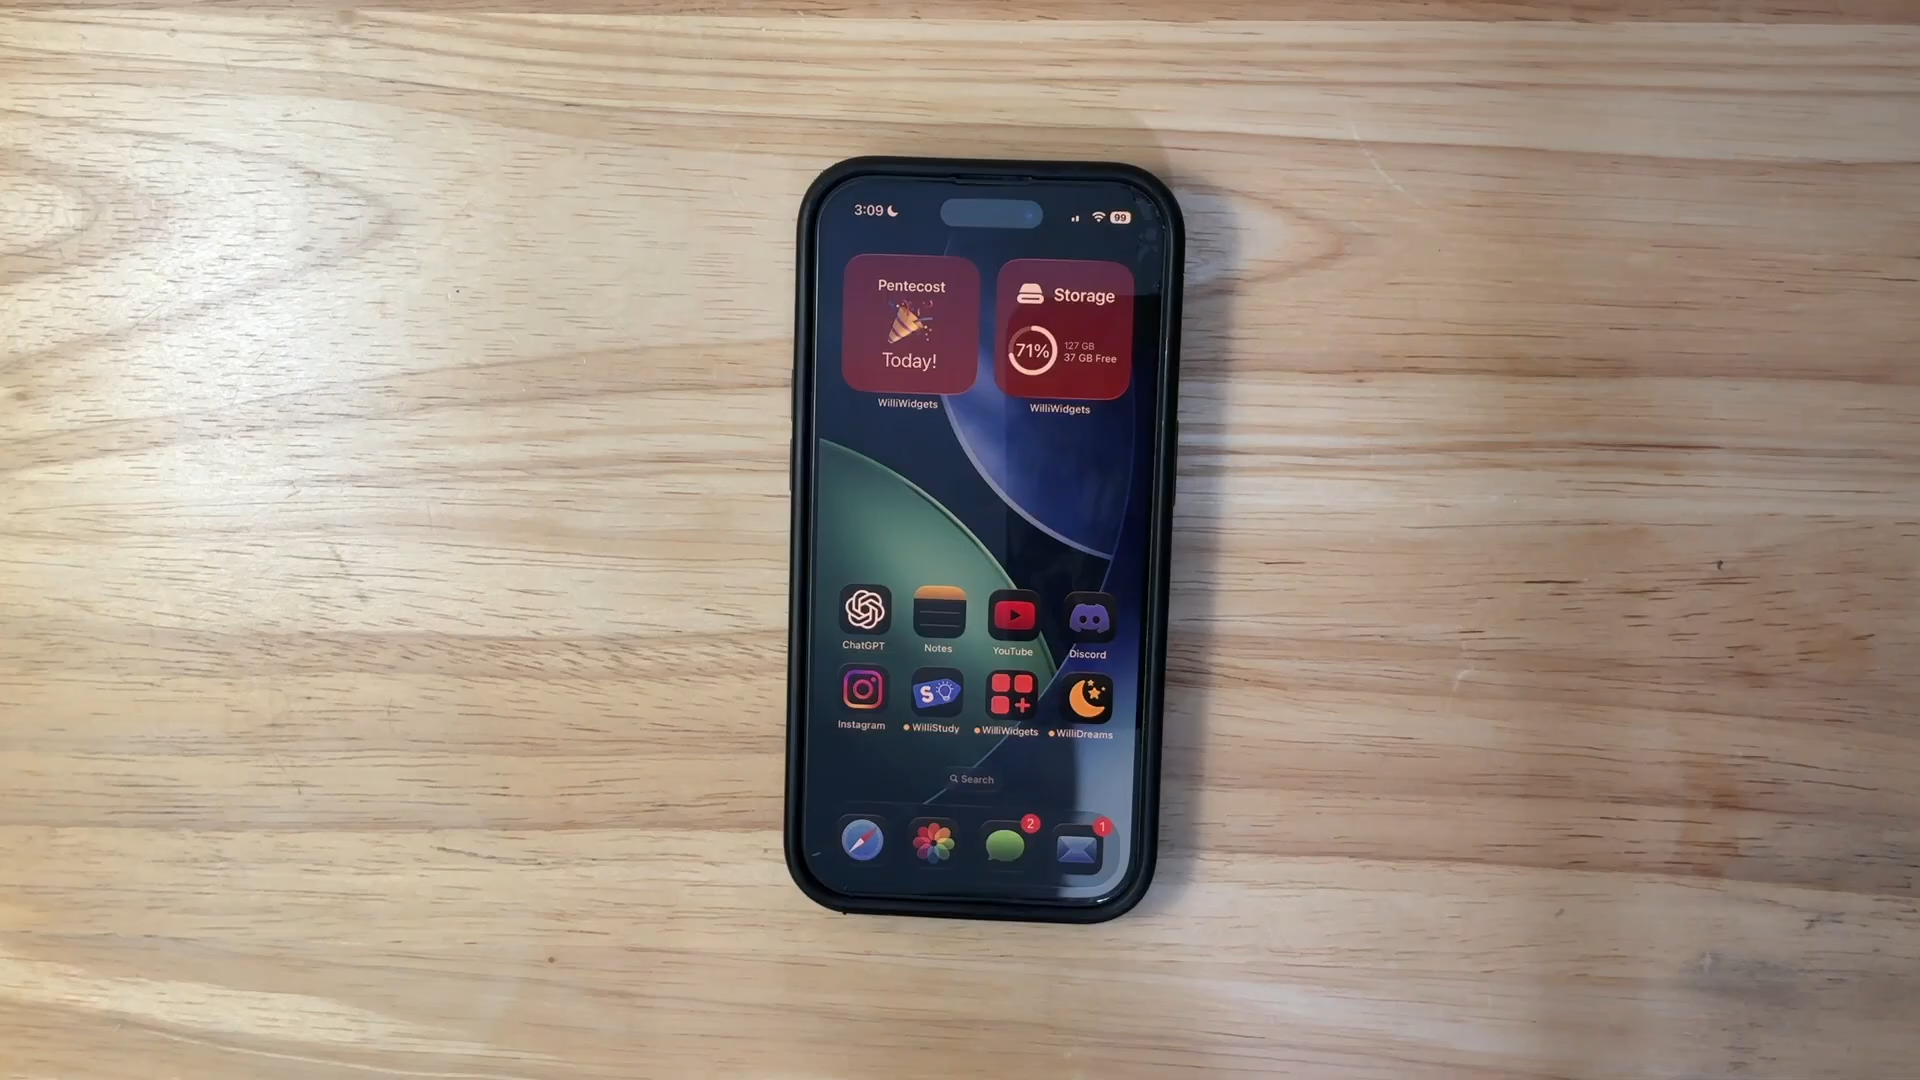 3:09
99
Pentecost
Today!
WilliWidgets
Storage
71%
127 GB
37 GB Free
WilliWidgets
ChatGPT
Notes
YouTube
Discord
S
Instagram
WilliStudy
WilliWidgets
WilliDreams
Search
2
1